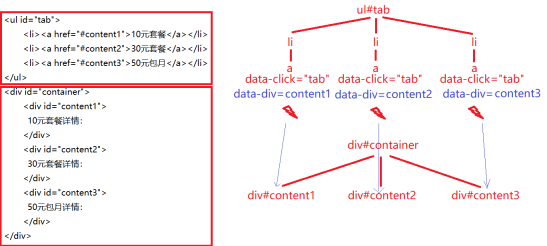 <ul id="tab">
<li><a href="#content1">10元套餐</a></li>
<li><a href="#content2">30元套餐</a></li>
<li><a href="#content3">50元包月</a></li>
</ul>
<div id="container">
<div id="content1">
10元套餐详情:
</div>
<div id="content2">
30元套餐详情:
</div>
<div id="content3">
50元包月详情:
</div>
</div>
ul#tab
li li li
a a a
data-click="tab" data-click="tab" data-click="tab"
data-div=content1 data-div=content2 data-div=content3
div#container
div#content1 div#content2 div#content3